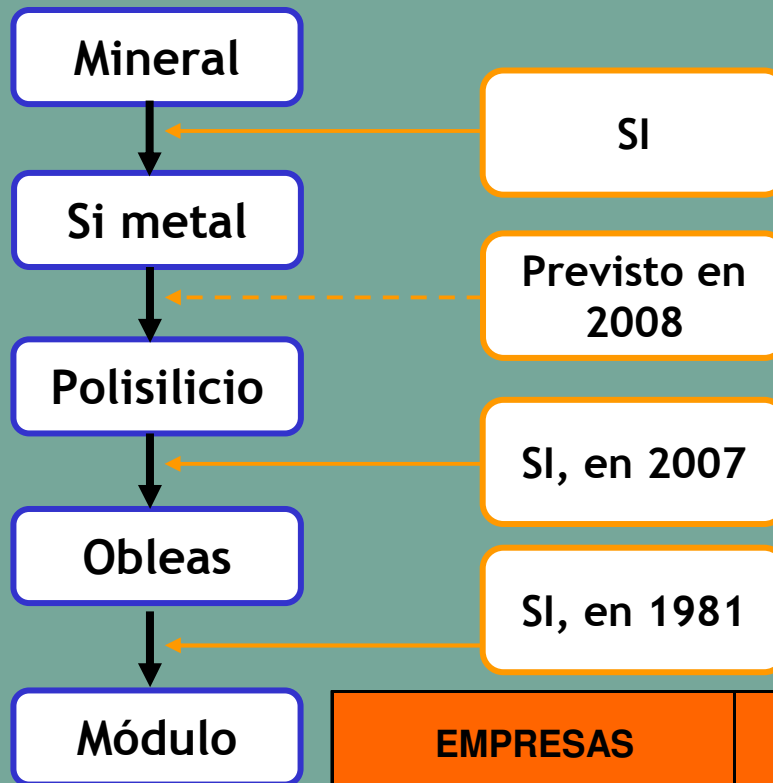 Mineral
SI
Si metal
Previsto en
2008
Polisilicio
SI, en 2007
Obleas
SI, en 1981
Módulo
EMPRESAS